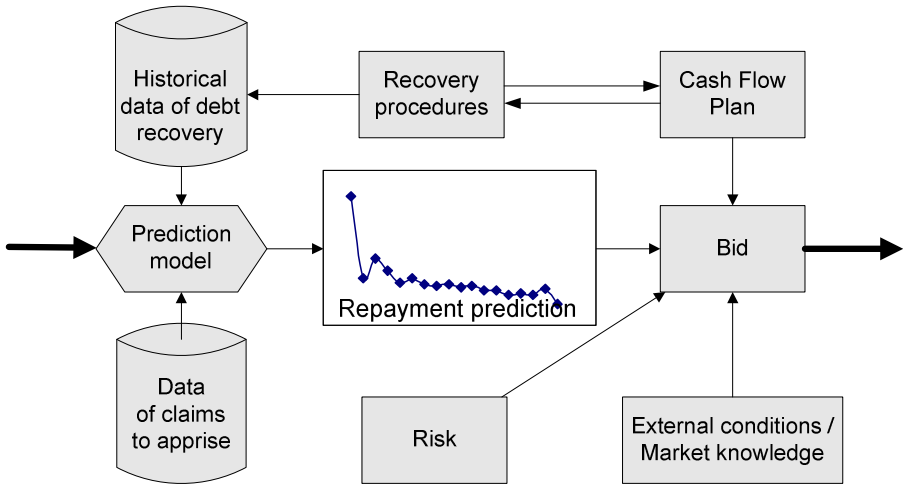 Historical
data of debt
recovery
Recovery
procedures
Cash Flow
Plan
Prediction
model
Repayment prediction
Bid
Data
of claims
to apprise
Risk
External conditions /
Market knowledge